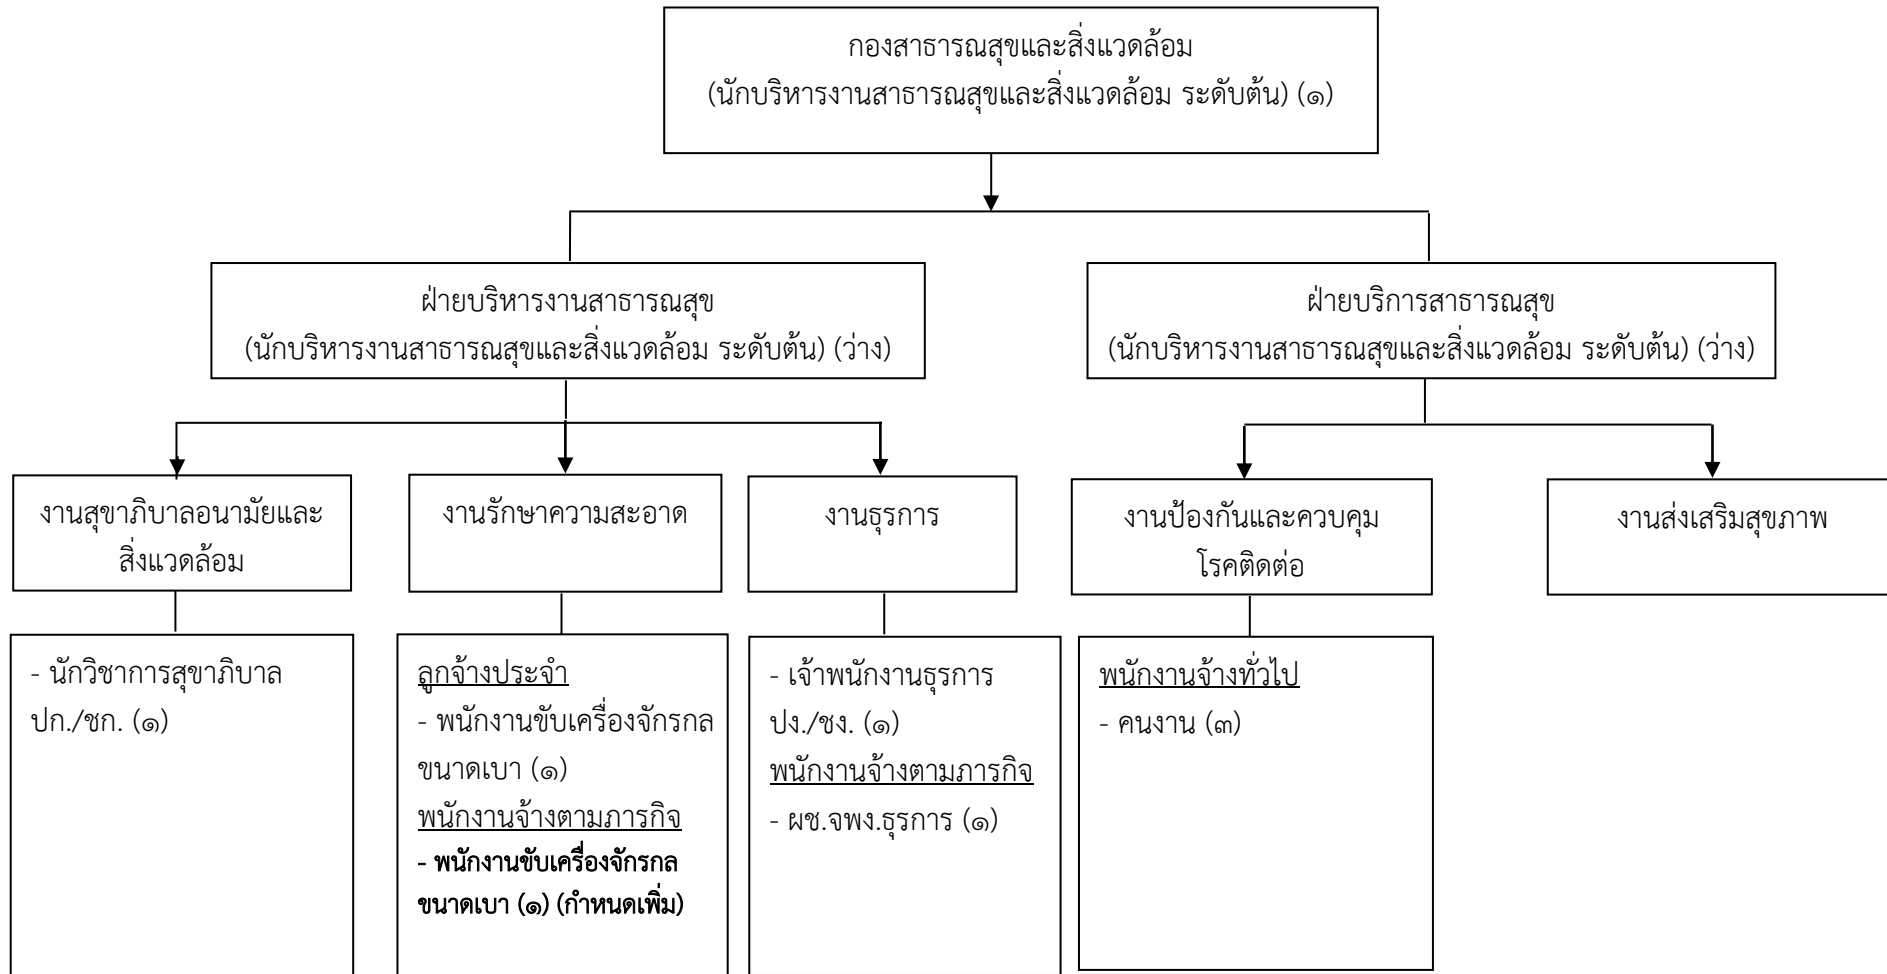 กองสาธารณสุขและสิ่งแวดล้อม
(นักบริหารงานสาธารณสุขและสิ่งแวดล้อม ระดับต้น) (๑)
ฝ่ายบริหารงานสาธารณสุข
(นักบริหารงานสาธารณสุขและสิ่งแวดล้อม ระดับต้น) (ว่าง)
ฝ่ายบริการสาธารณสุข
(นักบริหารงานสาธารณสุขและสิ่งแวดล้อม ระดับต้น) (ว่าง)
งานสุขาภิบาลอนามัยและ
สิ่งแวดล้อม
งานรักษาความสะอาด
งานธุรการ
งานป้องกันและควบคุม
โรคติดต่อ
งานส่งเสริมสุขภาพ
- นักวิชาการสุขาภิบาล
ปก./ชก. (๑)
ลูกจ้างประจำ
- พนักงานขับเครื่องจักรกล
ขนาดเบา (๑)
พนักงานจ้างตามภารกิจ
- พนักงานขับเครื่องจักรกล
ขนาดเบา (๑) (กำหนดเพิ่ม)
- เจ้าพนักงานธุรการ
ปง./ชง. (๑)
พนักงานจ้างตามภารกิจ
- ผช.จพง.ธุรการ (๑)
พนักงานจ้างทั่วไป
- คนงาน (๓)